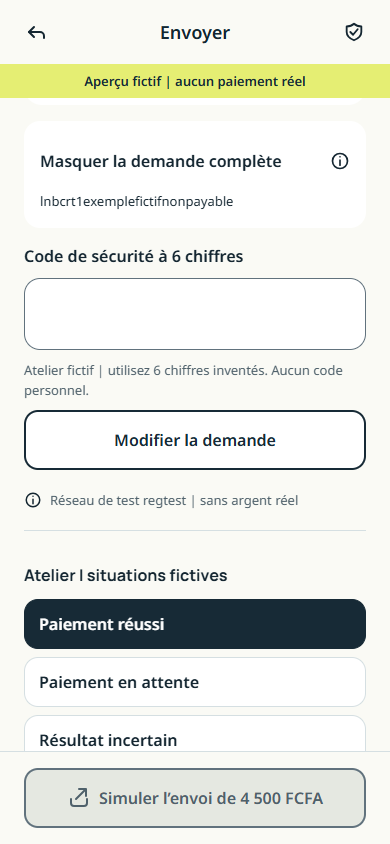 Envoyer
Aperçu fictif | aucun paiement réel
Masquer la demande complète
lnbcrt1exemplefictifnonpayable
Code de sécurité à 6 chiffres
Atelier fictif | utilisez 6 chiffres inventés. Aucun code
personnel.
Modifier la demande
Réseau de test regtest | sans argent réel
Atelier | situations fictives
Paiement réussi
Paiement en attente
Résultat incertain
Simuler l’envoi de 4 500 FCFA